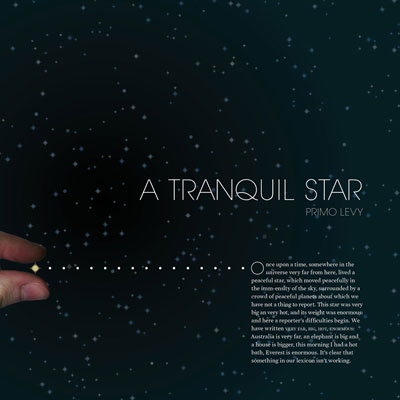 A TRANQUIL STAR
PRIMO LEVY
Once upon a time, somewhere in the
universe very far from here, lived a
peaceful star, which moved peacefully in
the imm-ensity of the sky, surrounded by a
crowd of peaceful planets about which we
have not a thing to report. This star was very
big an very hot, and its weight was enormous
and here a reporter's difficulties begin. We
have written VERY FAR, BIG, HOT, ENORMOUS
Australia is very far, an elephant is big and
a house is bigger, this morning I had a hot
bath, Everest is enormous. It's clear that
something in our lexicon isn't working.